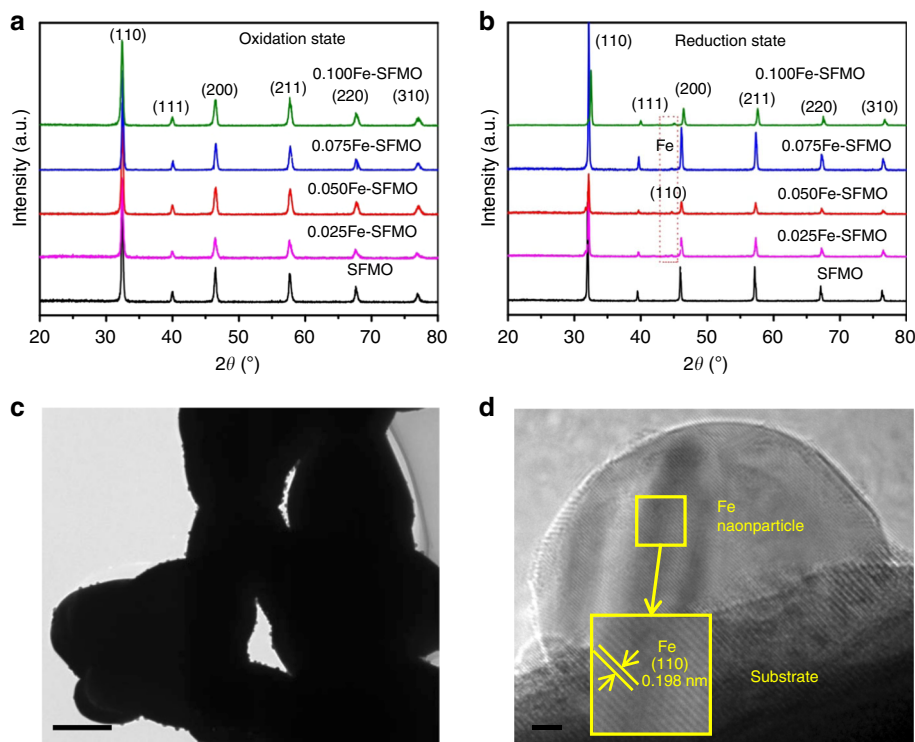 a
Oxidation state
(110)
0.100Fe-SFMO
(111)
(200)
(211)
(220)
(310)
0.075Fe-SFMO
0.050Fe-SFMO
0.025Fe-SFMO
SFMO
Intensity (a.u.)
20 30 40 50 60 70 80
2θ (°)
b
Reduction state
(110)
0.100Fe-SFMO
(111)
(200)
(211)
(220)
(310)
Fe
0.075Fe-SFMO
(110)
0.050Fe-SFMO
0.025Fe-SFMO
SFMO
Intensity (a.u.)
20 30 40 50 60 70 80
2θ (°)
c
d
Fe
naonparticle
Fe
(110)
0.198 nm
Substrate